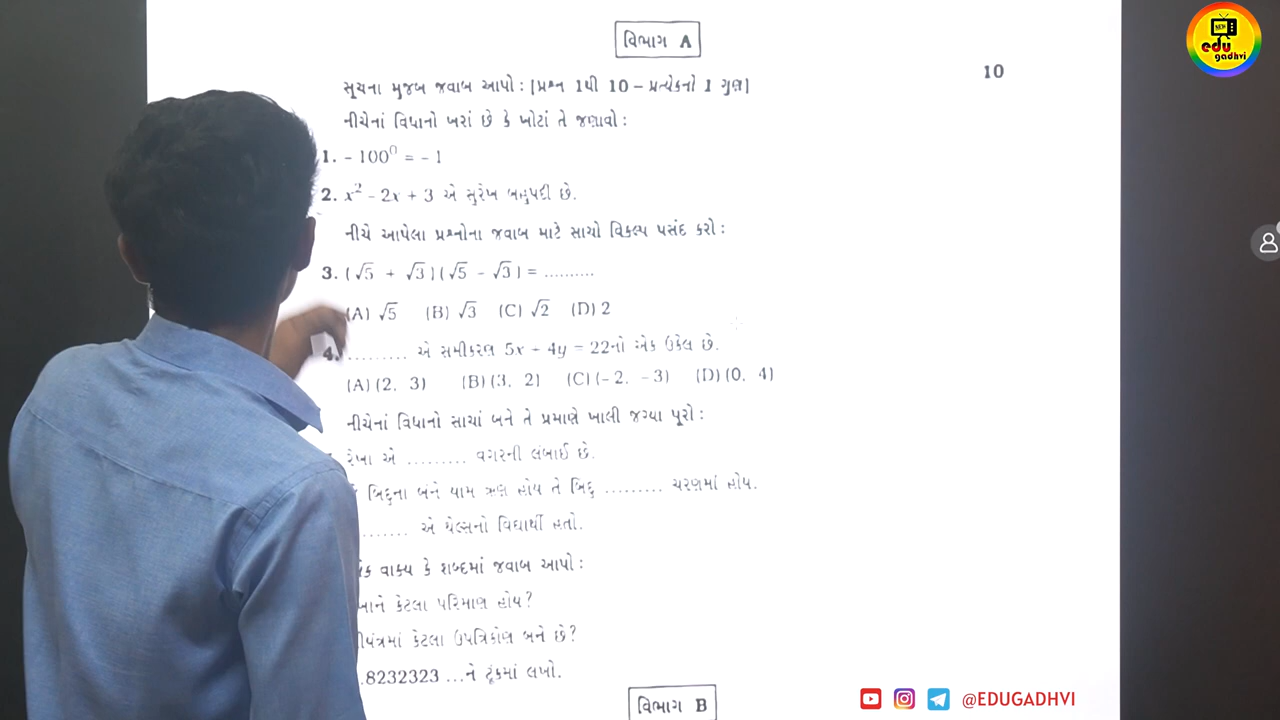 વિભાગ A
10
સૂચના મુજબ જવાબ આપો : [પ્રશ્ન 1થી 10 – પ્રત્યેકનો 1 ગુણ]
નીચેનાં વિધાનો ખરાં છે કે ખોટાં તે જણાવો :
1. – 100⁰ = – 1
2. x² – 2x + 3 એ સુરેખ બહુપદી છે.
નીચે આપેલા પ્રશ્નોના જવાબ માટે સાચો વિકલ્પ પસંદ કરો :
3. (√5 + √3) (√5 – √3) = ..........
(A) √5 (B) √3 (C) √2 (D) 2
4. ......... એ સમીકરણ 5x – 4y = 22નો એક ઉકેલ છે.
(A) (2, 3) (B) (3, 2) (C) (– 2, – 3) (D) (0, 4)
નીચેનાં વિધાનો સાચાં બને તે પ્રમાણે ખાલી જગ્યા પૂરો :
રેખા એ ......... વગરની લંબાઈ છે.
બિંદુના બંને યામ ઋણ હોય તે બિંદુ ......... ચરણમાં હોય.
....... એ થેલ્સનો વિદ્યાર્થી હતો.
વાક્ય કે શબ્દમાં જવાબ આપો :
કેટલા પરિમાણ હોય?
કેટલા ઉપત્રિકોણ બને છે?
.8232323 ...ને ટૂંકમાં લખો.
વિભાગ B
NEW
edu
gadhvi
@EDUGADHVI